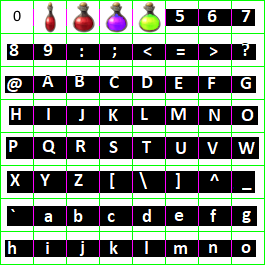 0 5 6 7
8 9 : ; < = > ?
@ A B C D E F G
H I J K L M N O
P Q R S T U V W
X Y Z [ \ ] ^ _
` a b c d e f g
h i j k l m n o